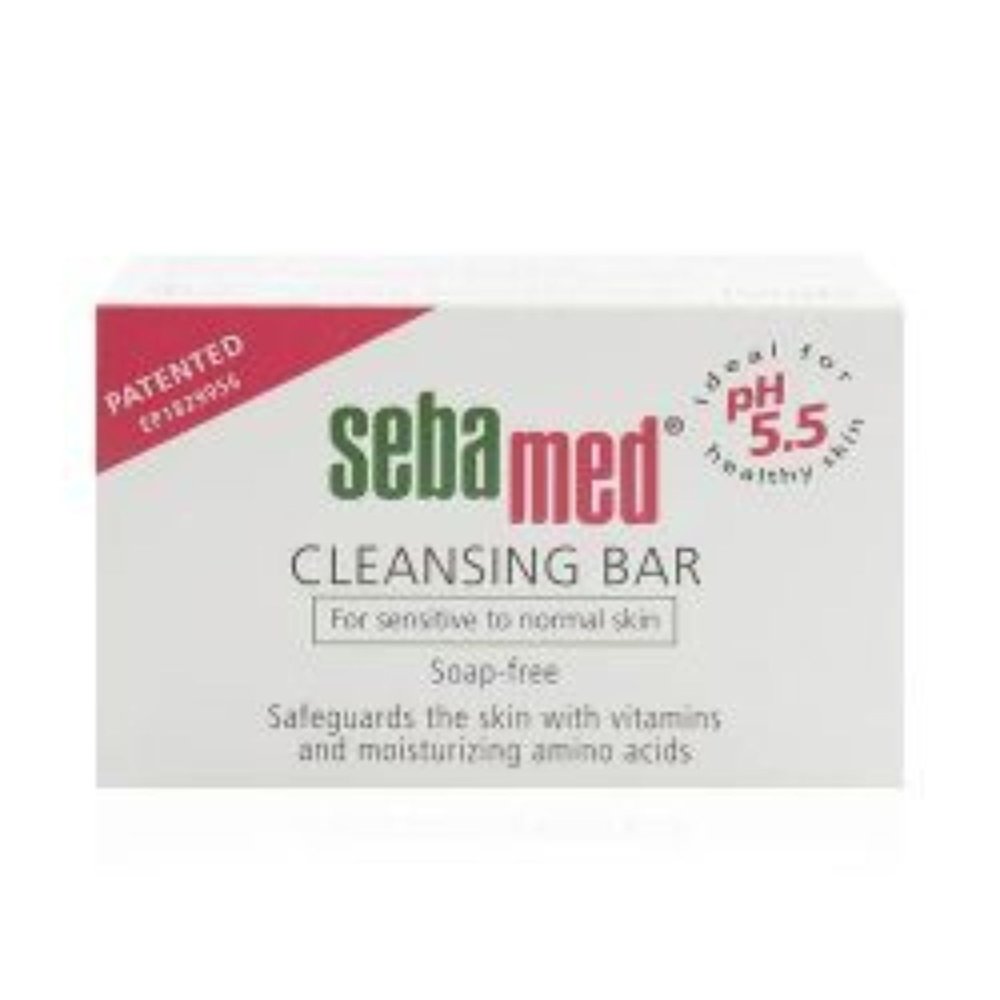 PATENTED
EP1829956
sebamed®
ideal for
pH
5.5
healthy skin
CLEANSING BAR
For sensitive to normal skin
Soap-free
Safeguards the skin with vitamins
and moisturizing amino acids